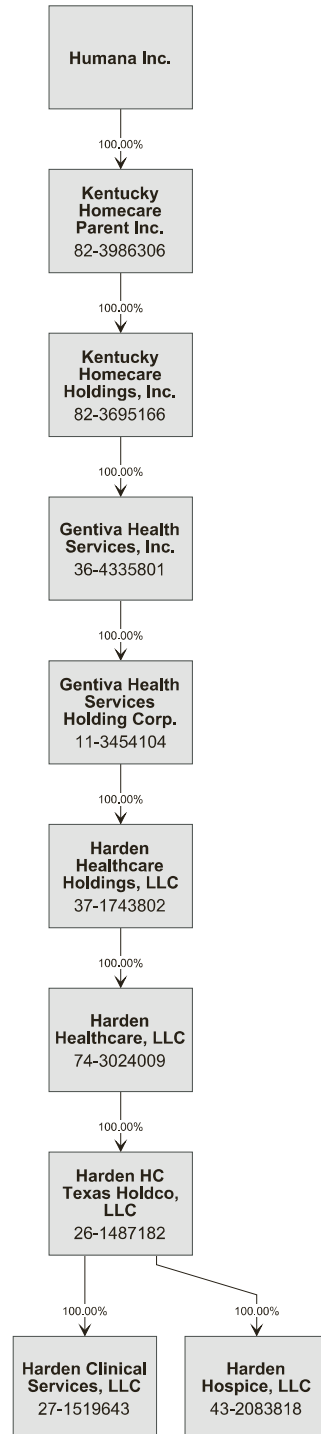 Humana Inc.
100.00%
Kentucky
Homecare
Parent Inc.
82-3986306
100.00%
Kentucky
Homecare
Holdings, Inc.
82-3695166
100.00%
Gentiva Health
Services, Inc.
36-4335801
100.00%
Gentiva Health
Services
Holding Corp.
11-3454104
100.00%
Harden
Healthcare
Holdings, LLC
37-1743802
100.00%
Harden
Healthcare, LLC
74-3024009
100.00%
Harden HC
Texas Holdco,
LLC
26-1487182
100.00%
100.00%
Harden Clinical
Services, LLC
27-1519643
Harden
Hospice, LLC
43-2083818